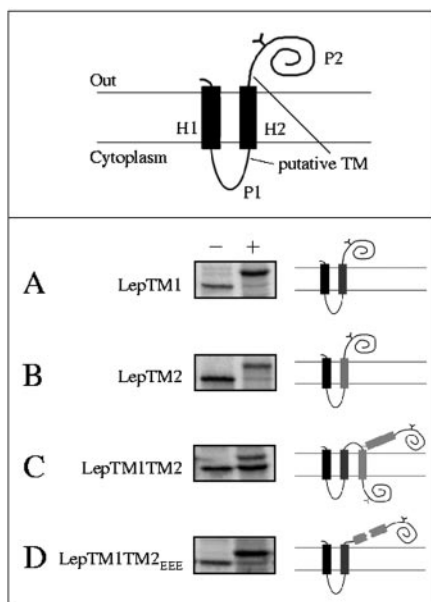 P2
Out
H1
H2
Cytoplasm
putative TM
P1
− +
A LepTM1
B LepTM2
C LepTM1TM2
D LepTM1TM2EEE